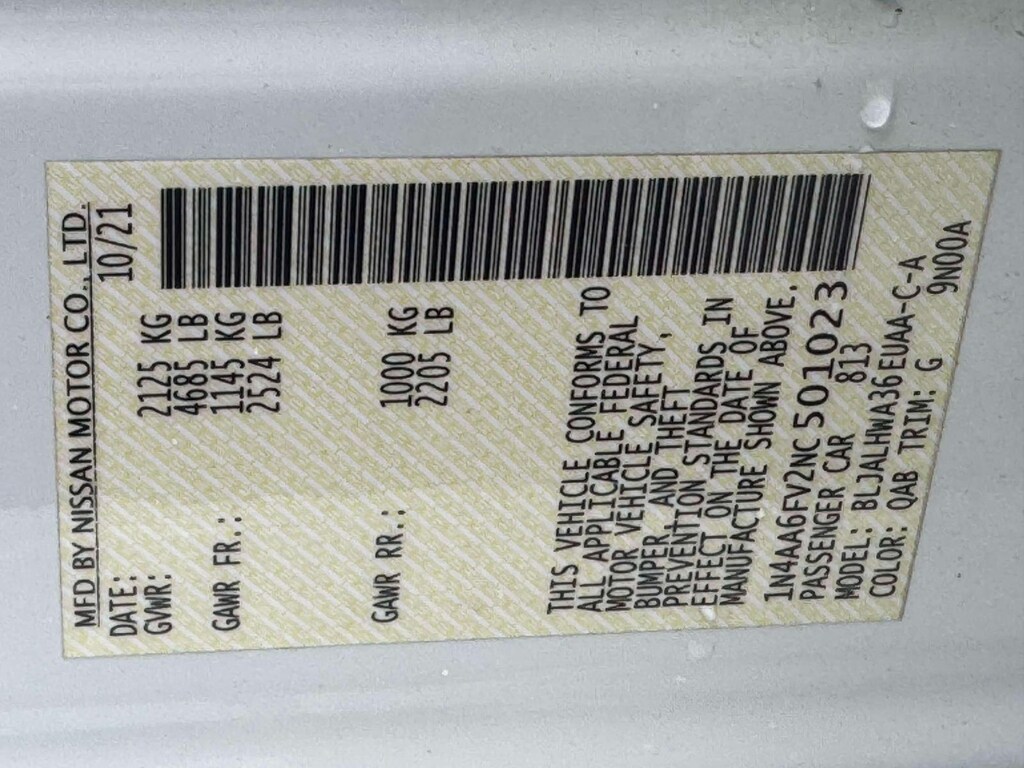 MFD BY NISSAN MOTOR CO., LTD.
DATE: 10/21
GVWR: 2125 KG
4685 LB
GAWR FR.: 1145 KG
2524 LB
GAWR RR.: 1000 KG
2205 LB
THIS VEHICLE CONFORMS TO
ALL APPLICABLE FEDERAL
MOTOR VEHICLE SAFETY,
BUMPER, AND THEFT
PREVENTION STANDARDS IN
EFFECT ON THE DATE OF
MANUFACTURE SHOWN ABOVE.
1N4AA6FV2NC501023
PASSENGER CAR 813
MODEL: BLJALHWA36EUAA-C-A
COLOR: QAB TRIM: G 9N00A